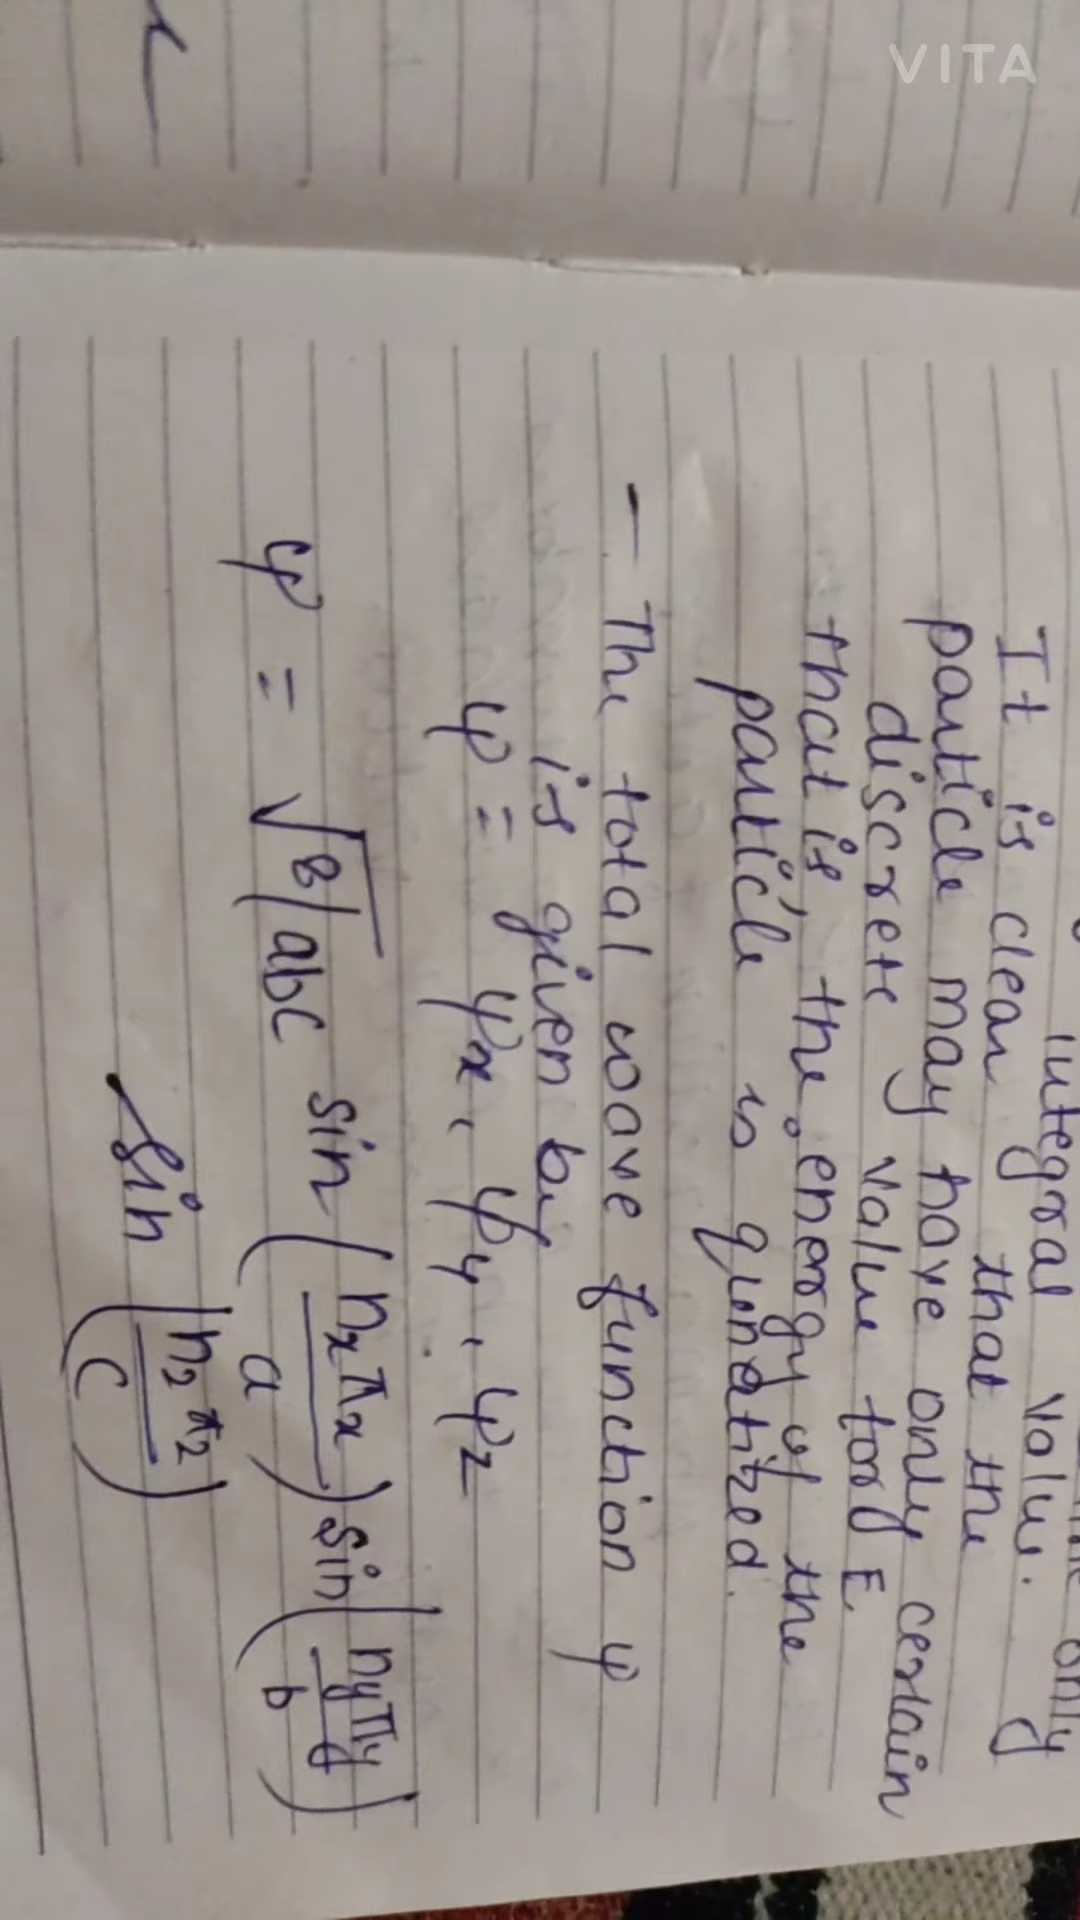 VITA
only
integral value.
It is clear that the
particle may have only certain
discrete value for E,
that is, the energy of the
particle is qunatized.
- The total wave function ψ
is given by
ψ = ψx, ψy, ψz
ψ = √8/abc sin (nxπx/a) sin (nyπy/b)
sin (nzπz/c)